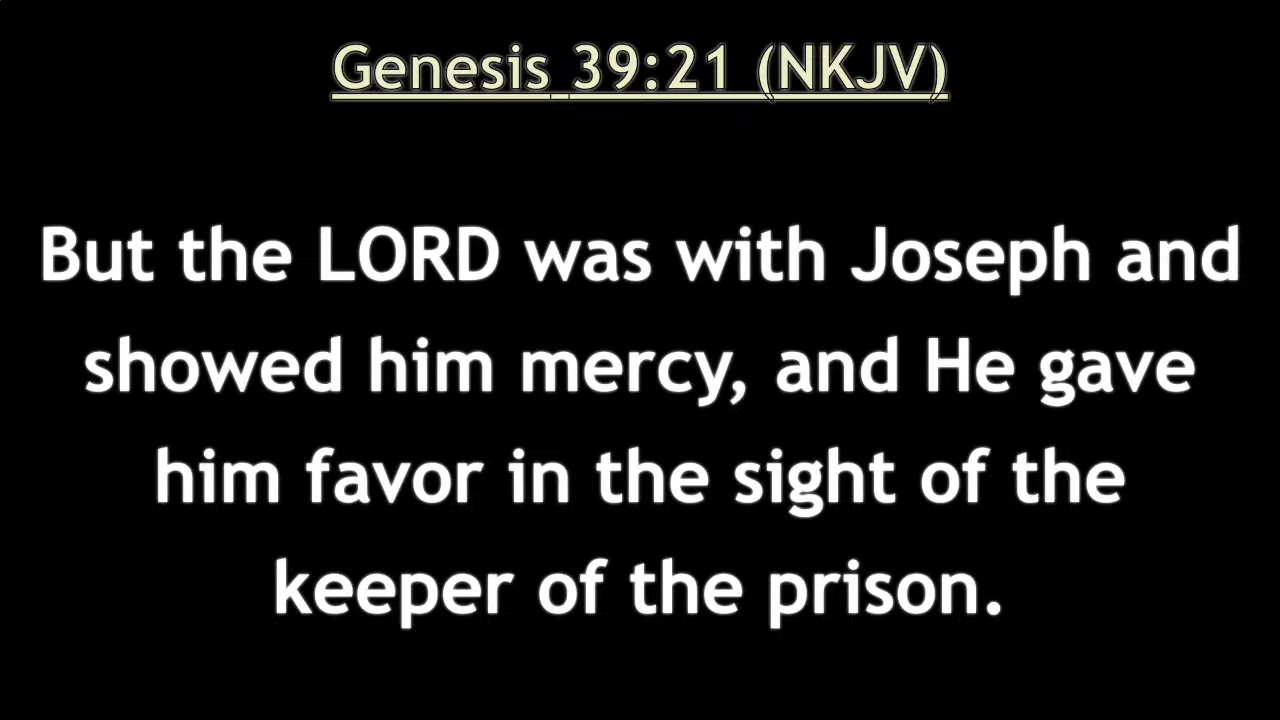 Genesis 39:21 (NKJV)
But the LORD was with Joseph and
showed him mercy, and He gave
him favor in the sight of the
keeper of the prison.